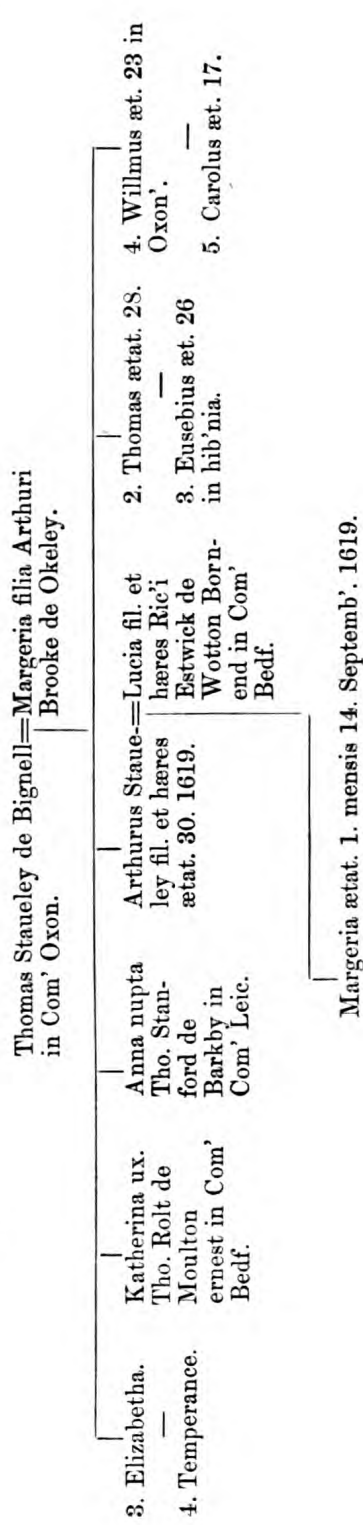 Thomas Staueley de Bignell=Margeria filia Arthuri
in Com' Oxon.
Brooke de Okeley.
3. Elizabetha.
—
4. Temperance.
Katherina ux.
Tho. Rolt de
Moulton
ernest in Com'
Bedf.
Anna nupta
Tho. Stan-
ford de
Barkby in
Com' Leic.
Arthurus Staue-=Lucia fil. et
ley fil. et hæres
ætat. 30. 1619.
hæres Ric'i
Estwick de
Wotton Born-
end in Com'
Bedf.
2. Thomas ætat. 28.
—
3. Eusebius æt. 26
in hib'nia.
4. Willmus æt. 23 in
Oxon'.
—
5. Carolus æt. 17.
Margeria ætat. 1. mensis 14. Septemb'. 1619.